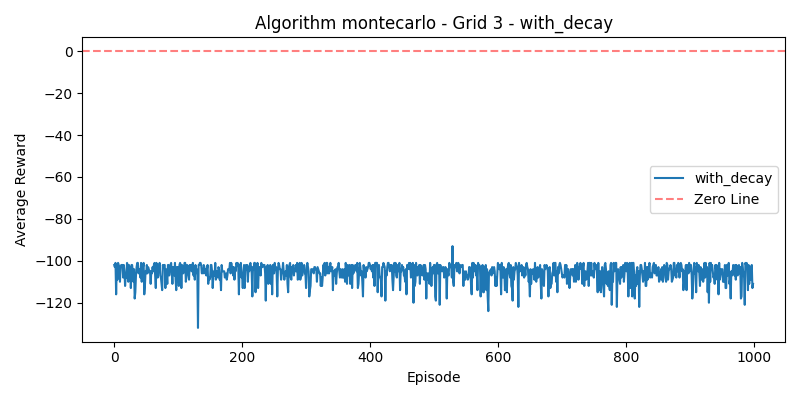 Algorithm montecarlo - Grid 3 - with_decay
Average Reward
0
−20
−40
−60
−80
−100
−120
with_decay
Zero Line
0
200
400
600
800
1000
Episode